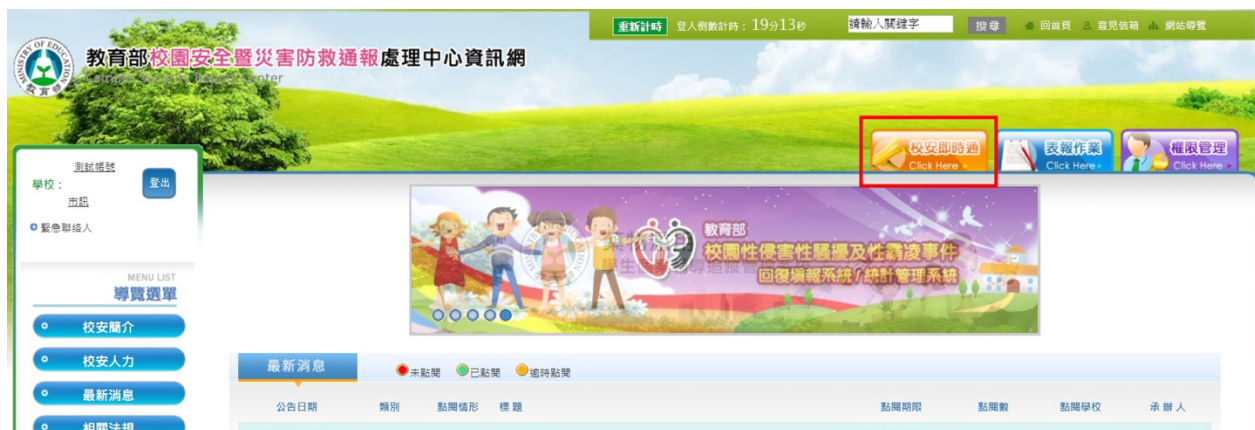 重新計時 登入倒數計時：19分13秒 請輸入關鍵字 搜尋 回首頁 意見信箱 網站導覽
教育部校園安全暨災害防救通報處理中心資訊網
校安即時通 Click Here
表報作業 Click Here
權限管理 Click Here
測試帳號
學校：
登出
市訊
緊急聯絡人
教育部
校園性侵害性騷擾及性霸凌事件
回復填報系統/統計管理系統
MENU LIST
導覽選單
校安簡介
校安人力
最新消息
相關法規
最新消息 未點閱 已點閱 逾時點閱
公告日期 類別 點閱情形 標題 點閱期限 點閱數 點閱學校 承辦人